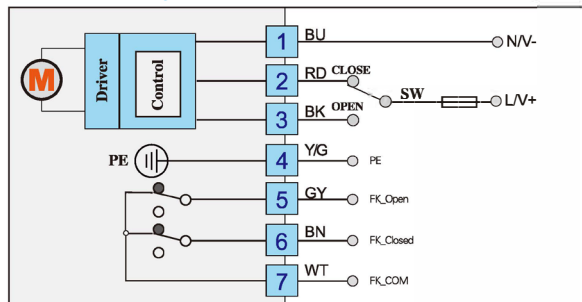 1 BU N/V-
2 RD CLOSE
SW L/V+
3 BK OPEN
M Driver Control
PE 4 Y/G PE
5 GY FK_Open
6 BN FK_Closed
7 WT FK_COM